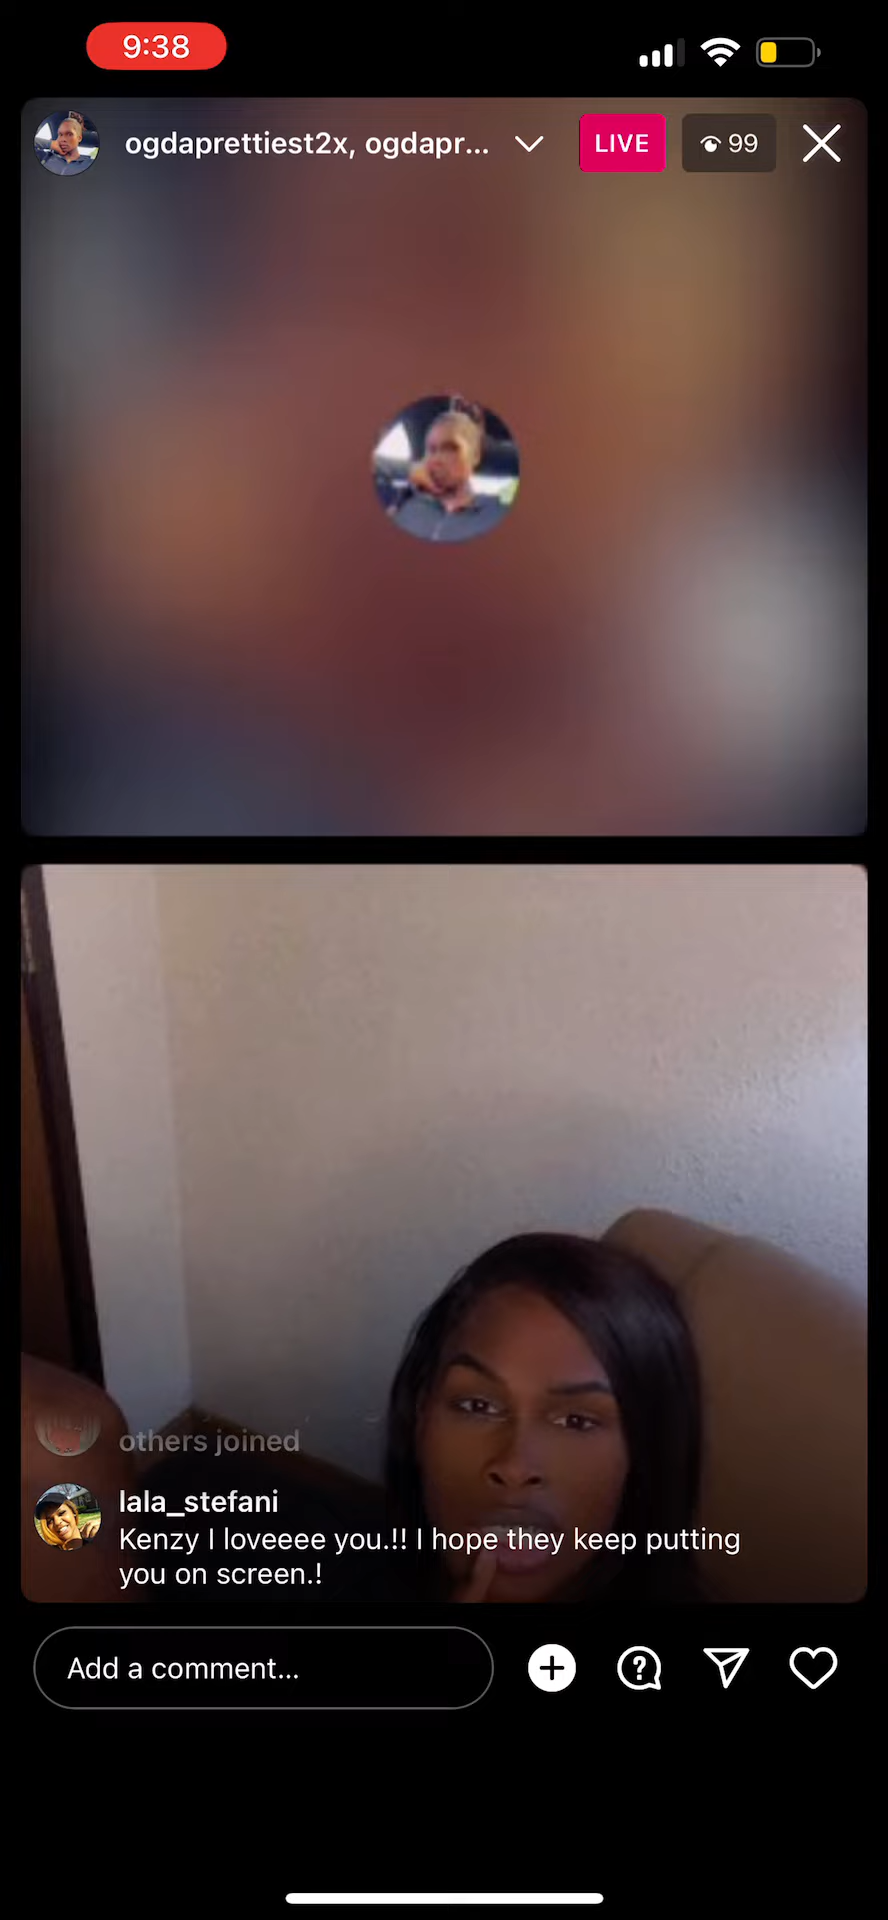 9:38
ogdaprettiest2x, ogdapr...
LIVE
99
others joined
lala_stefani
Kenzy I loveeee you.!! I hope they keep putting
you on screen.!
Add a comment...